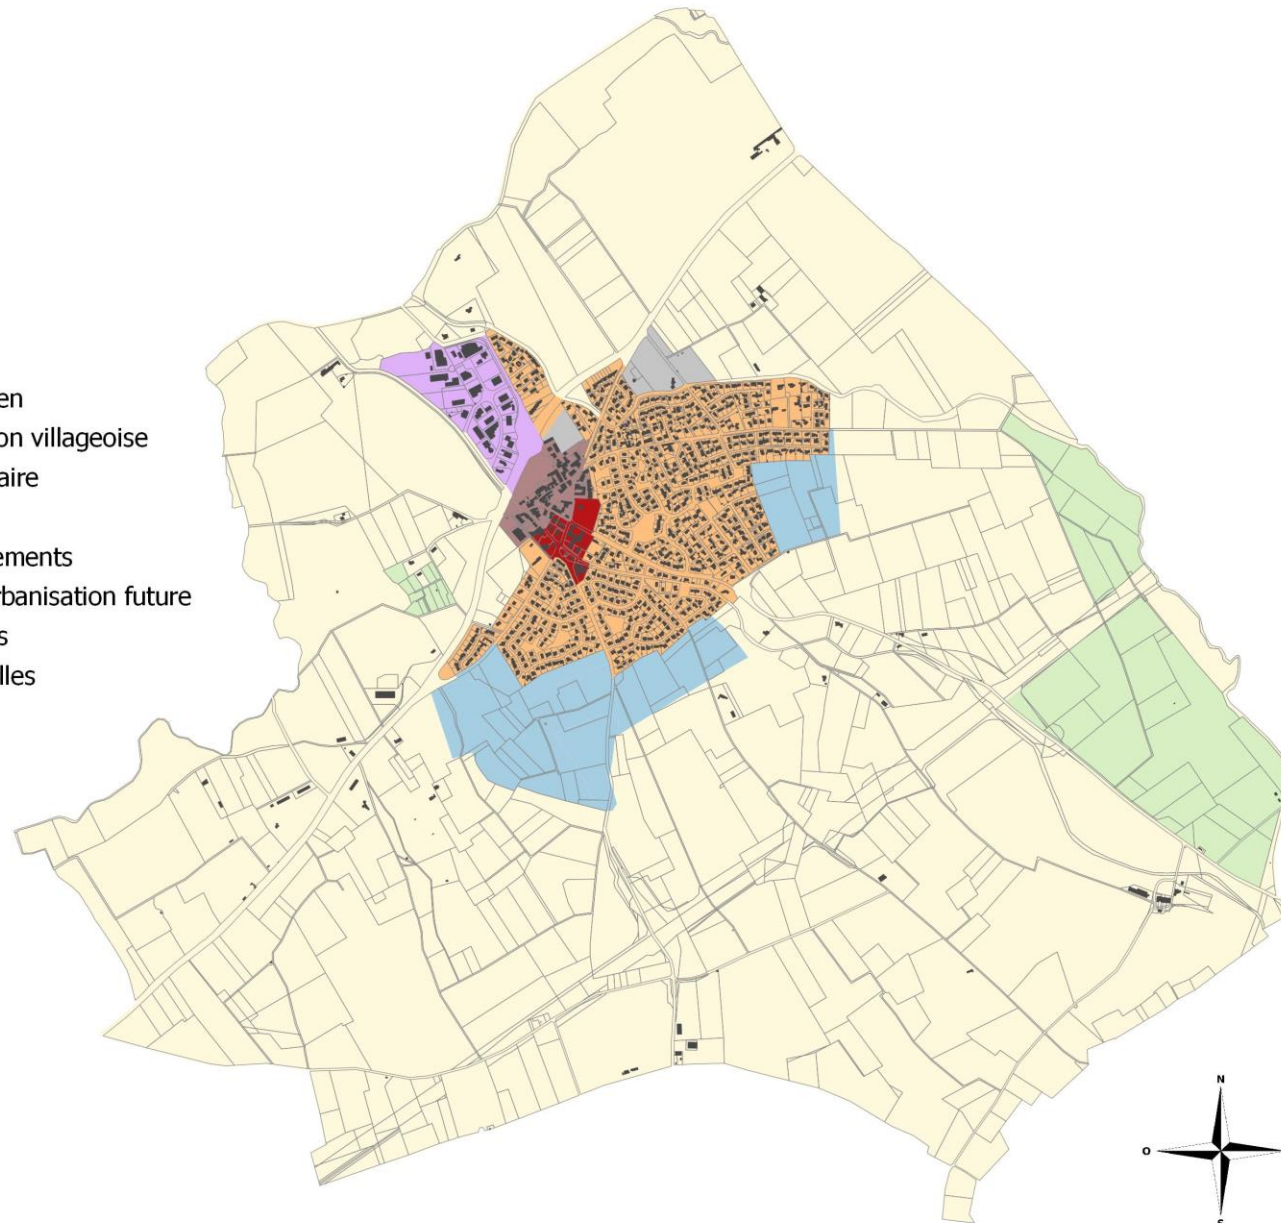 en
on villageoise
aire
ements
rbanisation future
s
lles
N
O
S